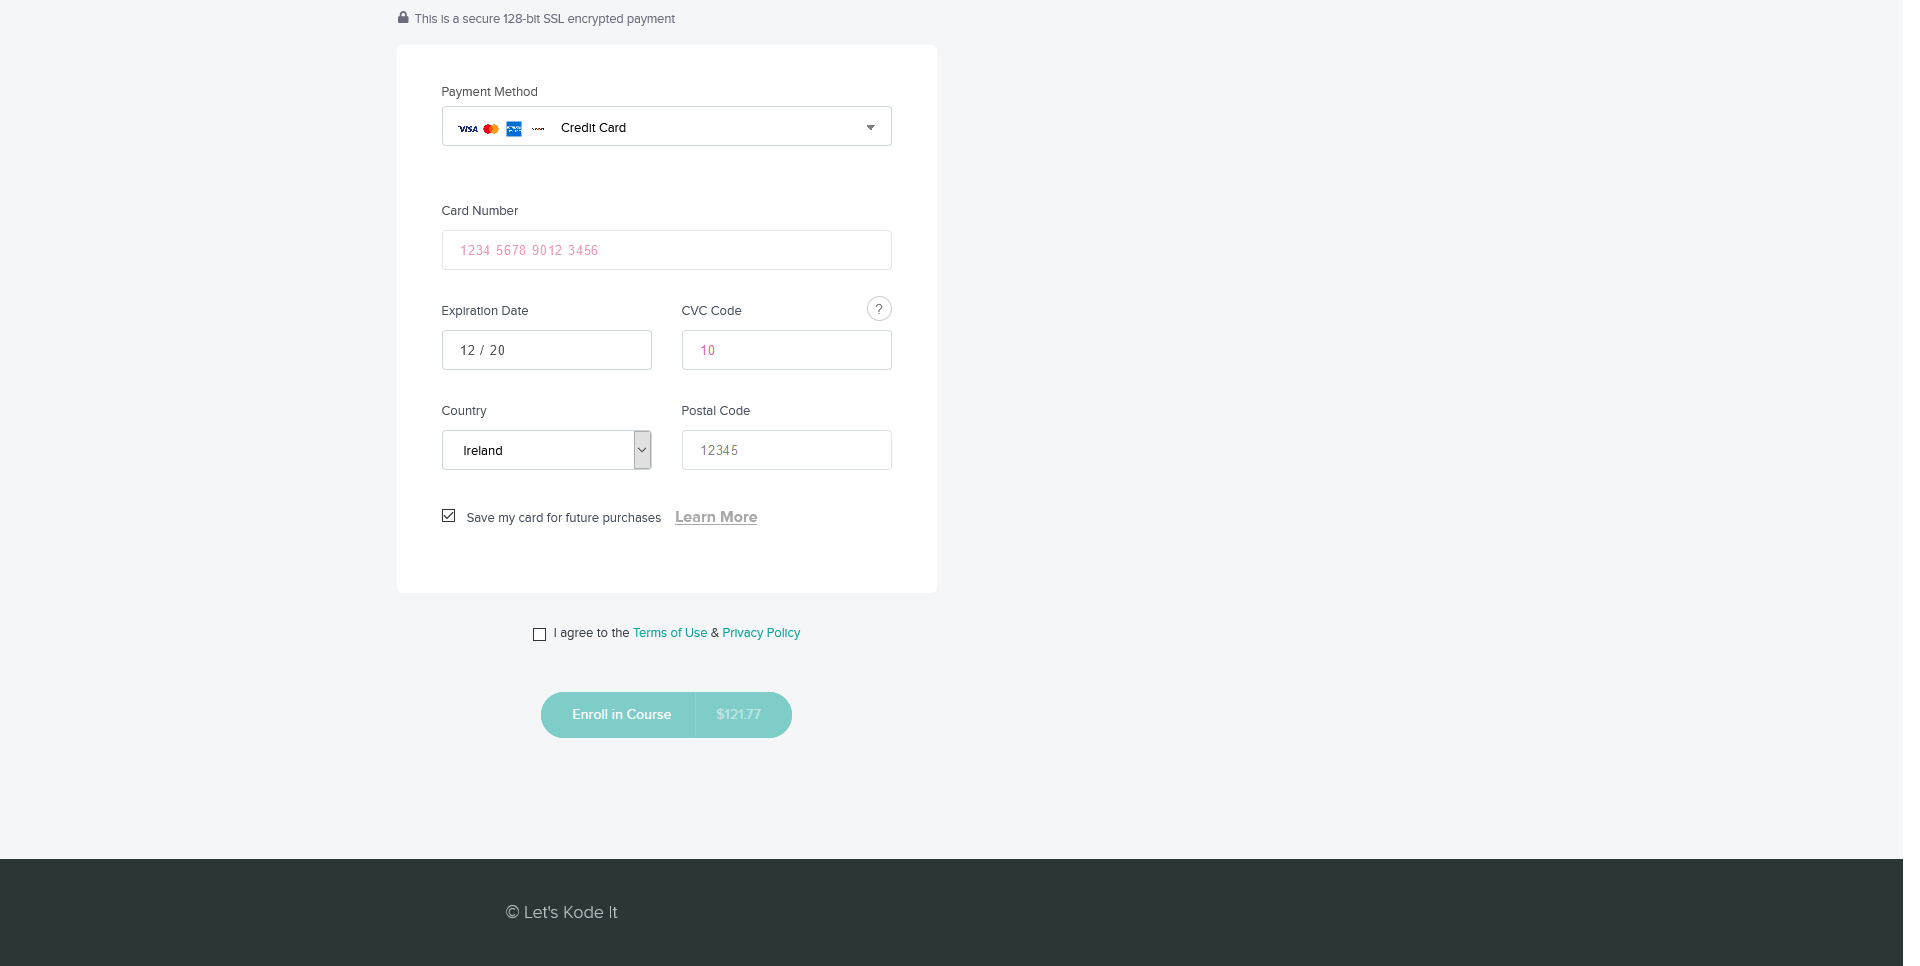 This is a secure 128-bit SSL encrypted payment
Payment Method
VISA Credit Card
Card Number
1234 5678 9012 3456
Expiration Date CVC Code ?
12 / 20 10
Country Postal Code
Ireland 12345
Save my card for future purchases Learn More
I agree to the Terms of Use & Privacy Policy
Enroll in Course $121.77
© Let's Kode It